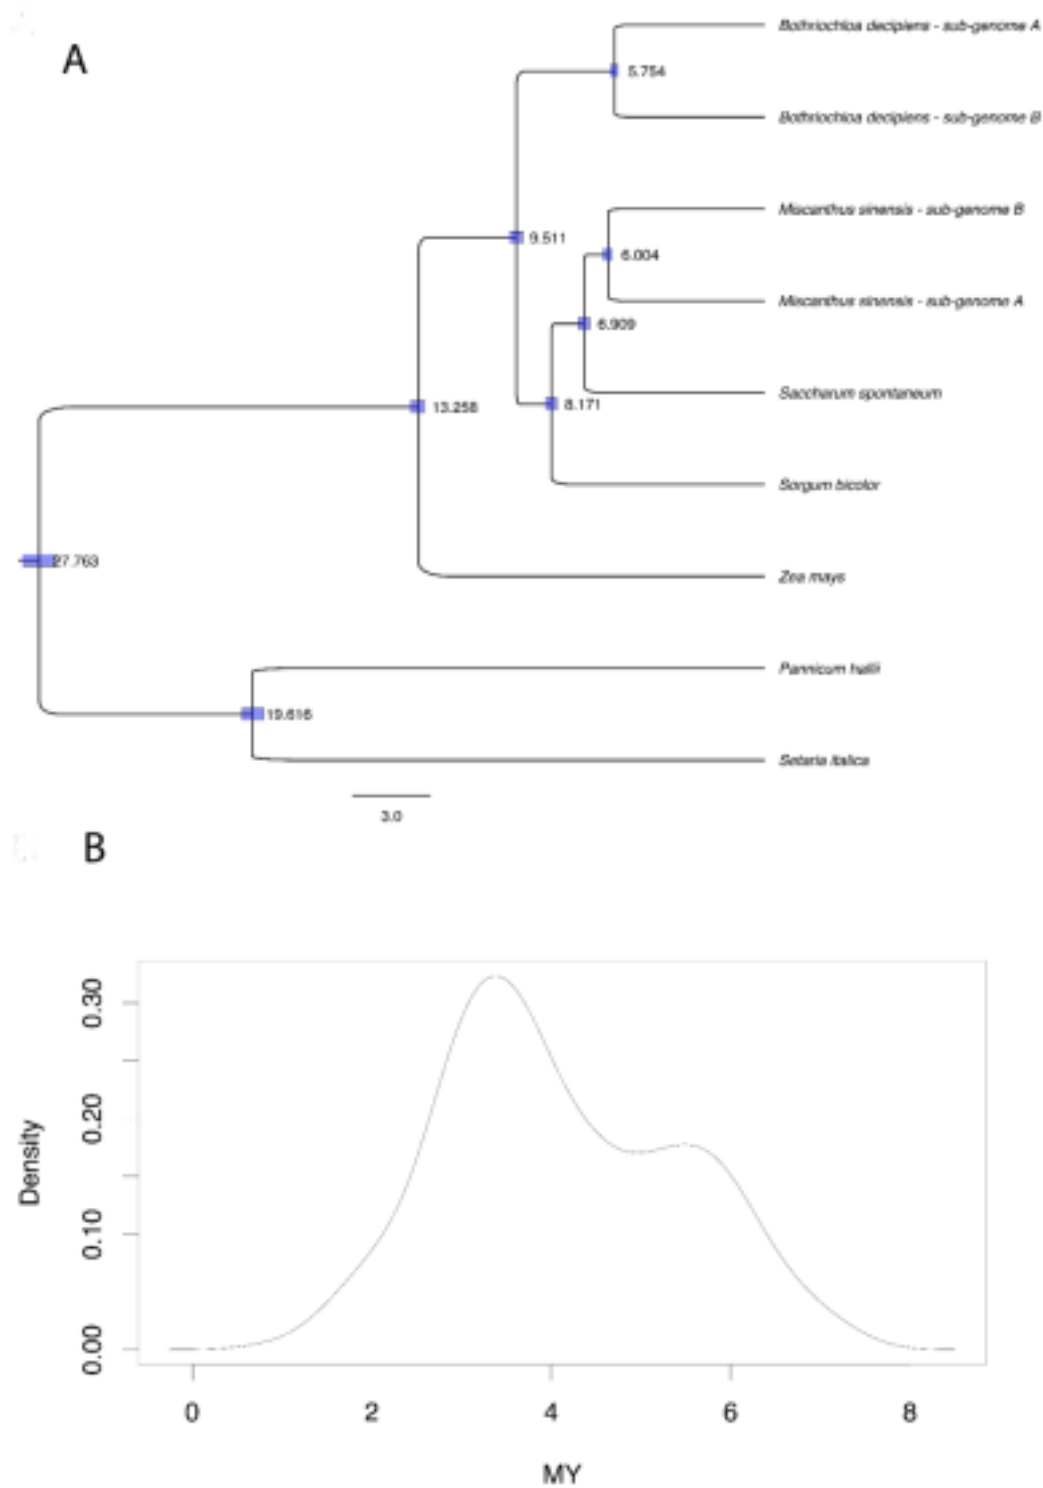 A
Bothriochloa decipiens - sub-genome A
5.754
Bothriochloa decipiens - sub-genome B
Miscanthus sinensis - sub-genome B
9.511
6.004
Miscanthus sinensis - sub-genome A
6.909
Saccharum spontaneum
13.258
8.171
Sorgum bicolor
27.763
Zea mays
Pannicum hallii
19.616
Setaria italica
3.0
B
Density
0.30
0.20
0.10
0.00
0 2 4 6 8
MY